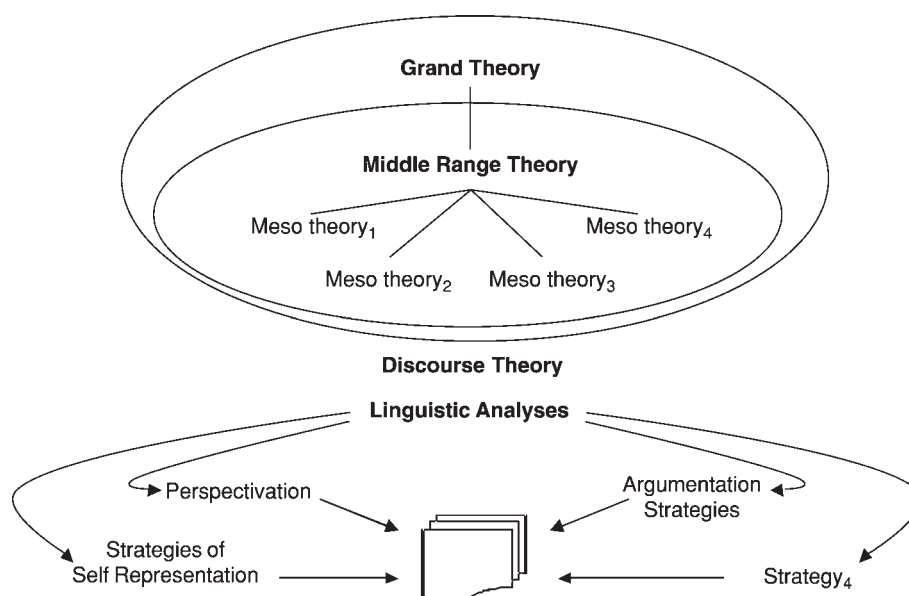 Grand Theory
Middle Range Theory
Meso theory₁
Meso theory₄
Meso theory₂
Meso theory₃
Discourse Theory
Linguistic Analyses
Perspectivation
Argumentation
Strategies
Strategies of
Self Representation
Strategy₄